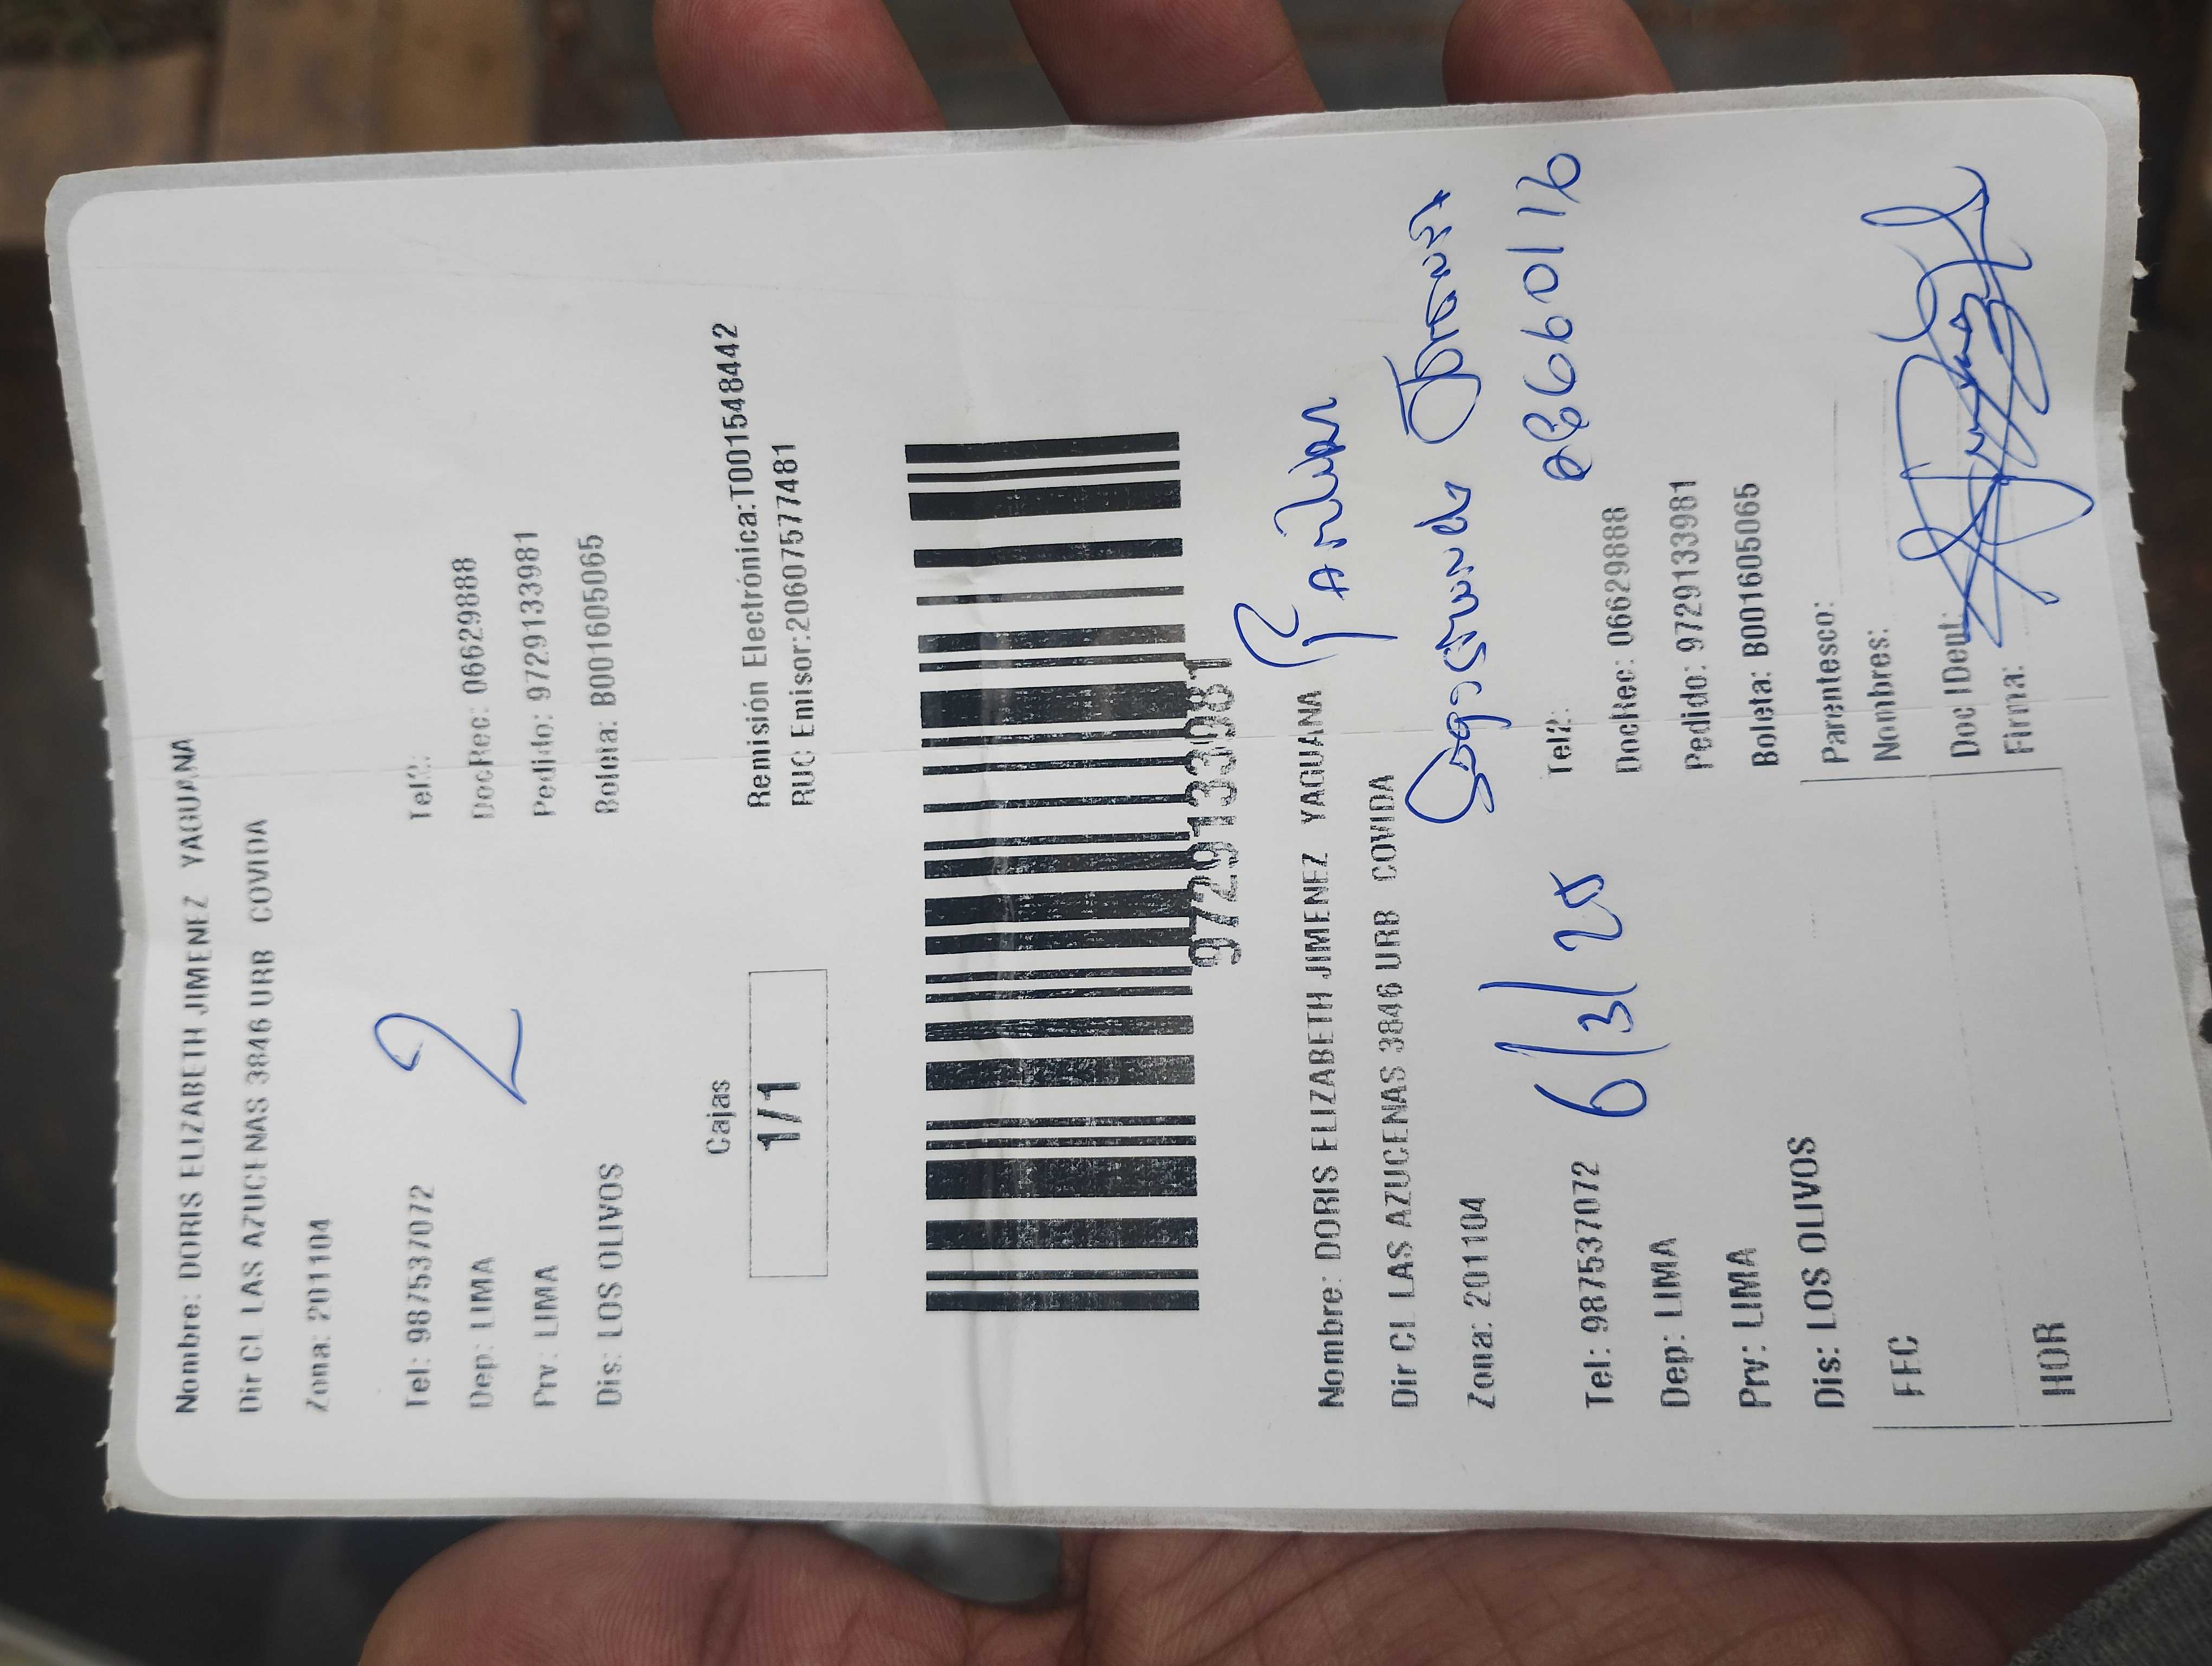 Nombre: DORIS ELIZABETH JIMENEZ YAGUANA
Dir CL LAS AZUCENAS 3846 URB COVIDA
Zona: 201104
2
Tel: 987537072 Tel2:
Dep: LIMA DocRec: 06629888
Prv: LIMA Pedido: 9729133981
Dis: LOS OLIVOS Boleta: B001605065
Cajas
1/1
Remisión Electrónica:T001548442
RUC Emisor:20607577481
9729133981
Nombre: DORIS ELIZABETH JIMENEZ YAGUANA
Dir CL LAS AZUCENAS 3846 URB COVIDA
Zona: 201104
6/3/25
Tel: 987537072 Tel2:
Dep: LIMA DocRec: 06629888
Prv: LIMA Pedido: 9729133981
Dis: LOS OLIVOS Boleta: B001605065
FEC Parentesco:
Nombres:
HOR Doc IDent:
Firma: